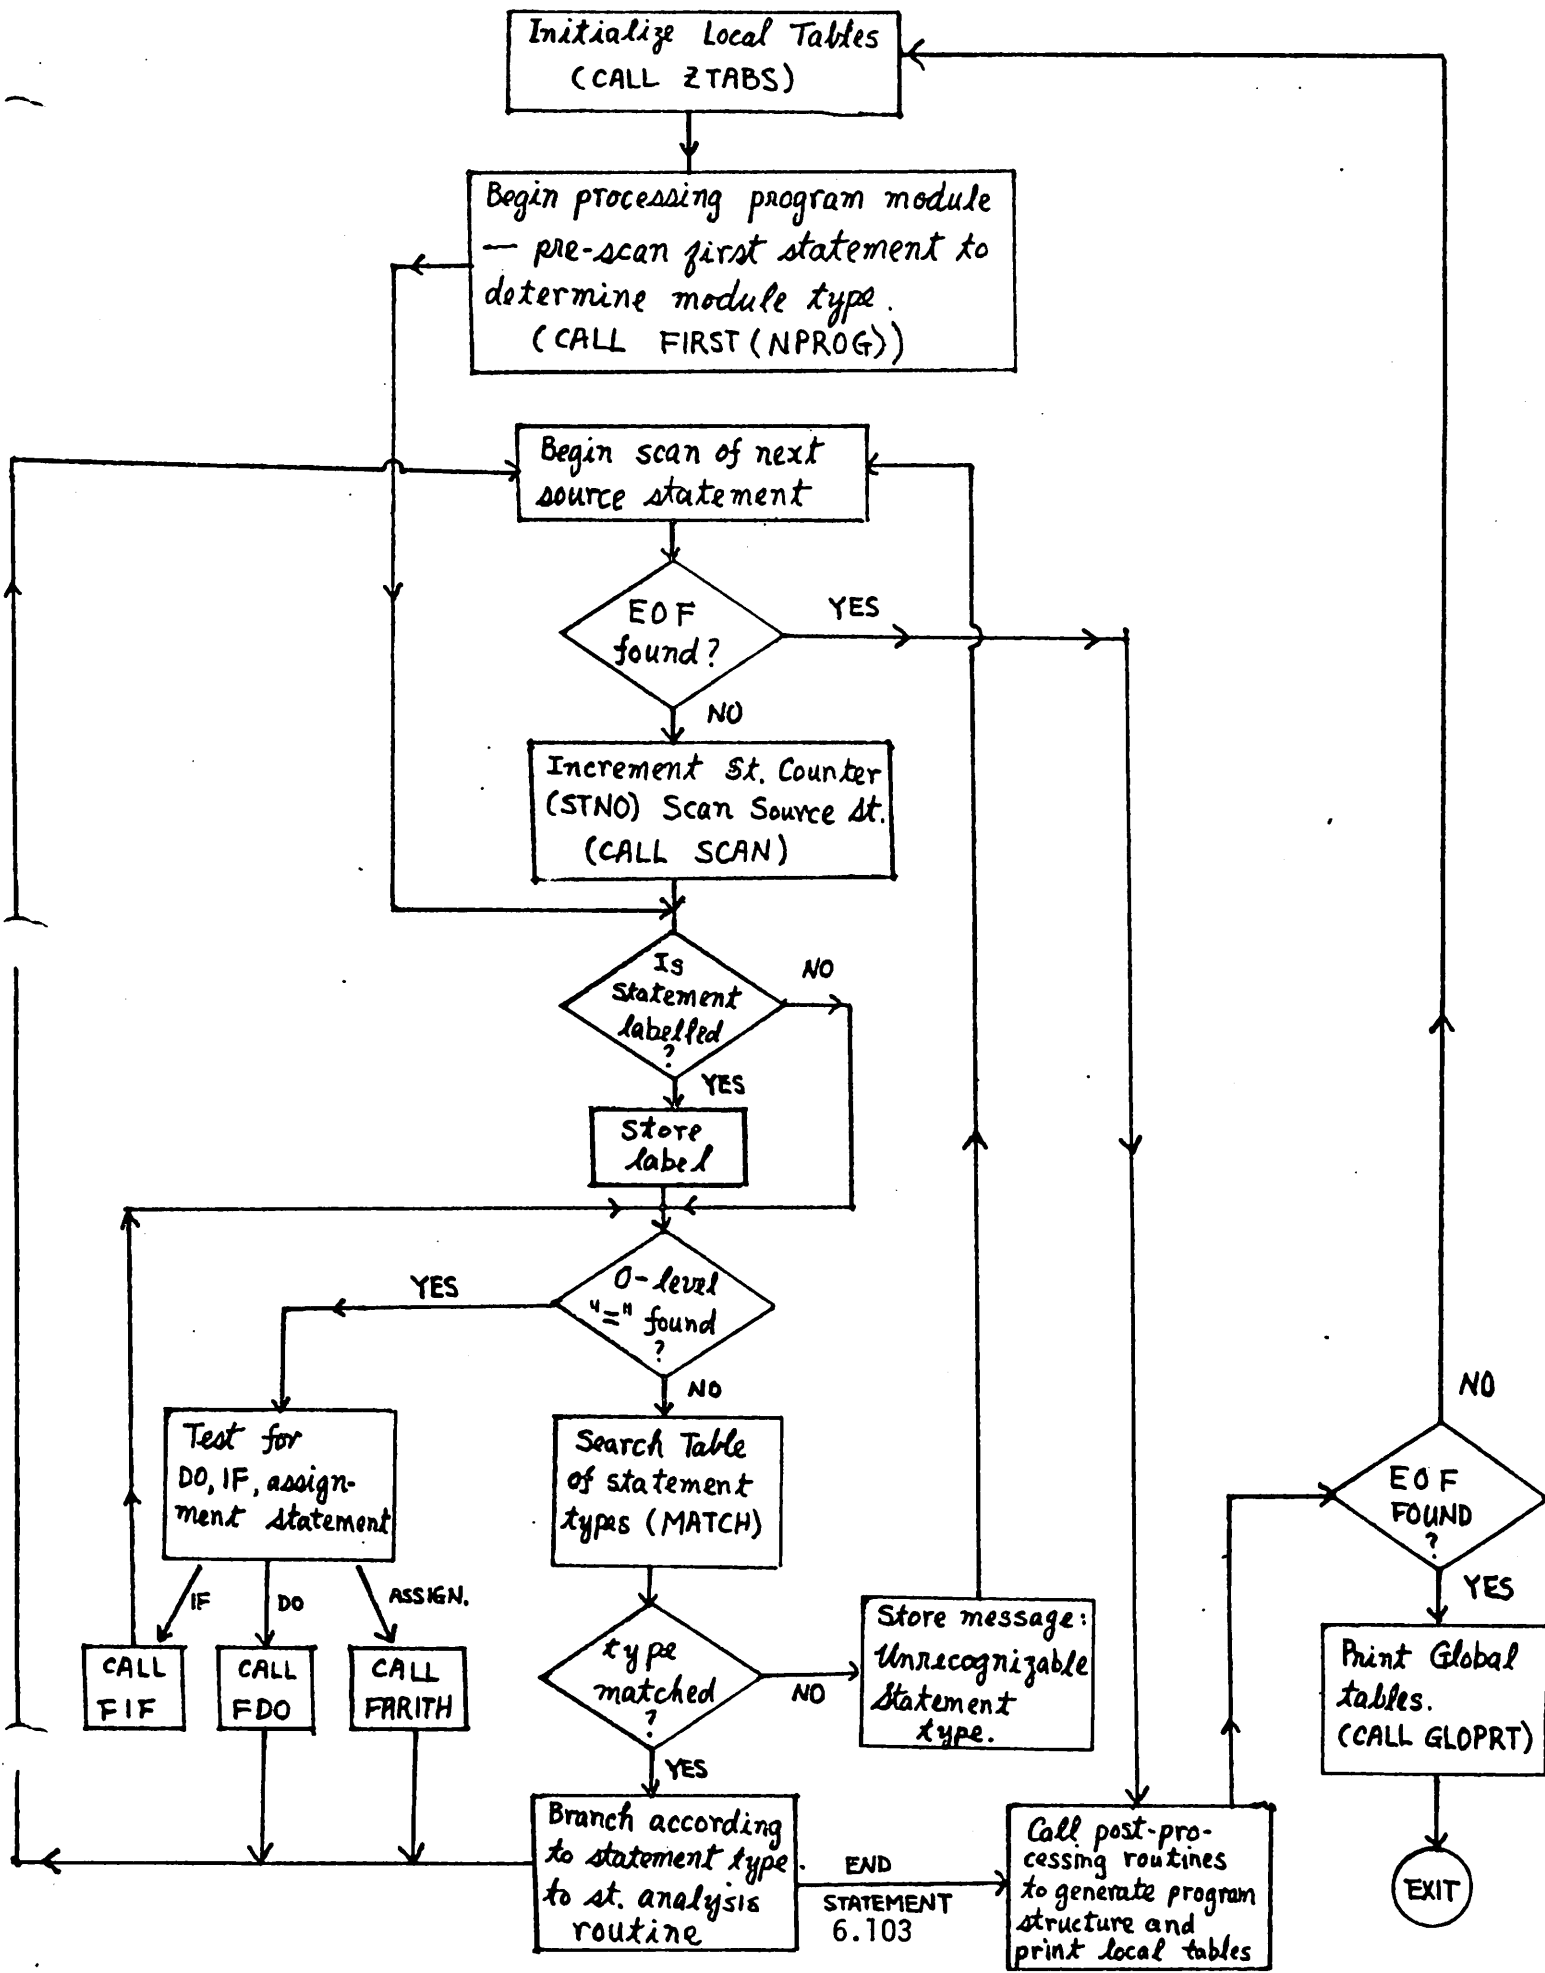 Initialize Local Tables
(CALL ZTABS)
Begin processing program module
— pre-scan first statement to
determine module type.
(CALL FIRST (NPROG))
Begin scan of next
source statement
EOF
found?
YES
NO
Increment St. Counter
(STNO) Scan Source St.
(CALL SCAN)
Is
Statement
labelled
?
NO
YES
Store
label
0-level
"=" found
?
YES
NO
Test for
DO, IF, assign-
ment statement
IF
DO
ASSIGN.
CALL
FIF
CALL
FDO
CALL
FARITH
Search Table
of statement
types (MATCH)
type
matched
?
NO
YES
Store message:
Unrecognizable
Statement
type.
Branch according
to statement type
to st. analysis
routine
END
STATEMENT
6.103
Call post-pro-
cessing routines
to generate program
structure and
print local tables
EOF
FOUND
?
NO
YES
Print Global
tables.
(CALL GLOPRT)
EXIT